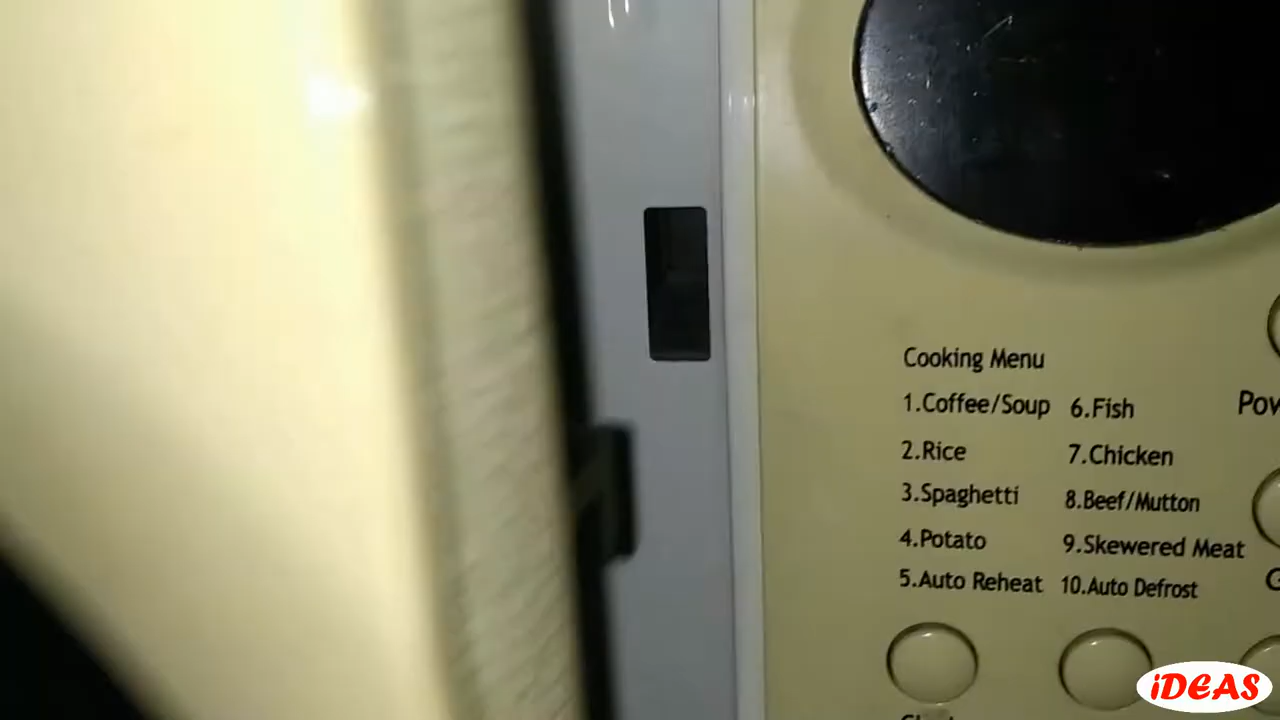 Cooking Menu
1.Coffee/Soup 6.Fish
2.Rice 7.Chicken
3.Spaghetti 8.Beef/Mutton
4.Potato 9.Skewered Meat
5.Auto Reheat 10.Auto Defrost
iDEAS